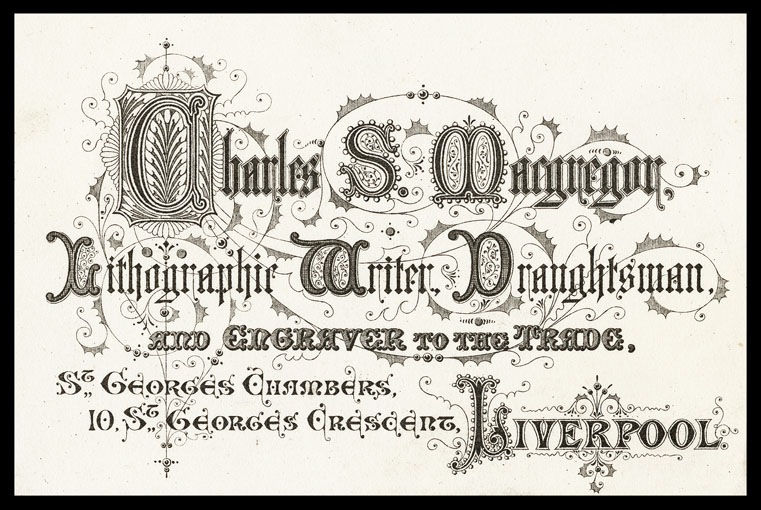 Charles S. Macgregor,
Lithographic Writer, Draughtsman,
AND ENGRAVER TO THE TRADE,
ST. GEORGES CHAMBERS,
10, ST. GEORGES CRESCENT,
LIVERPOOL.